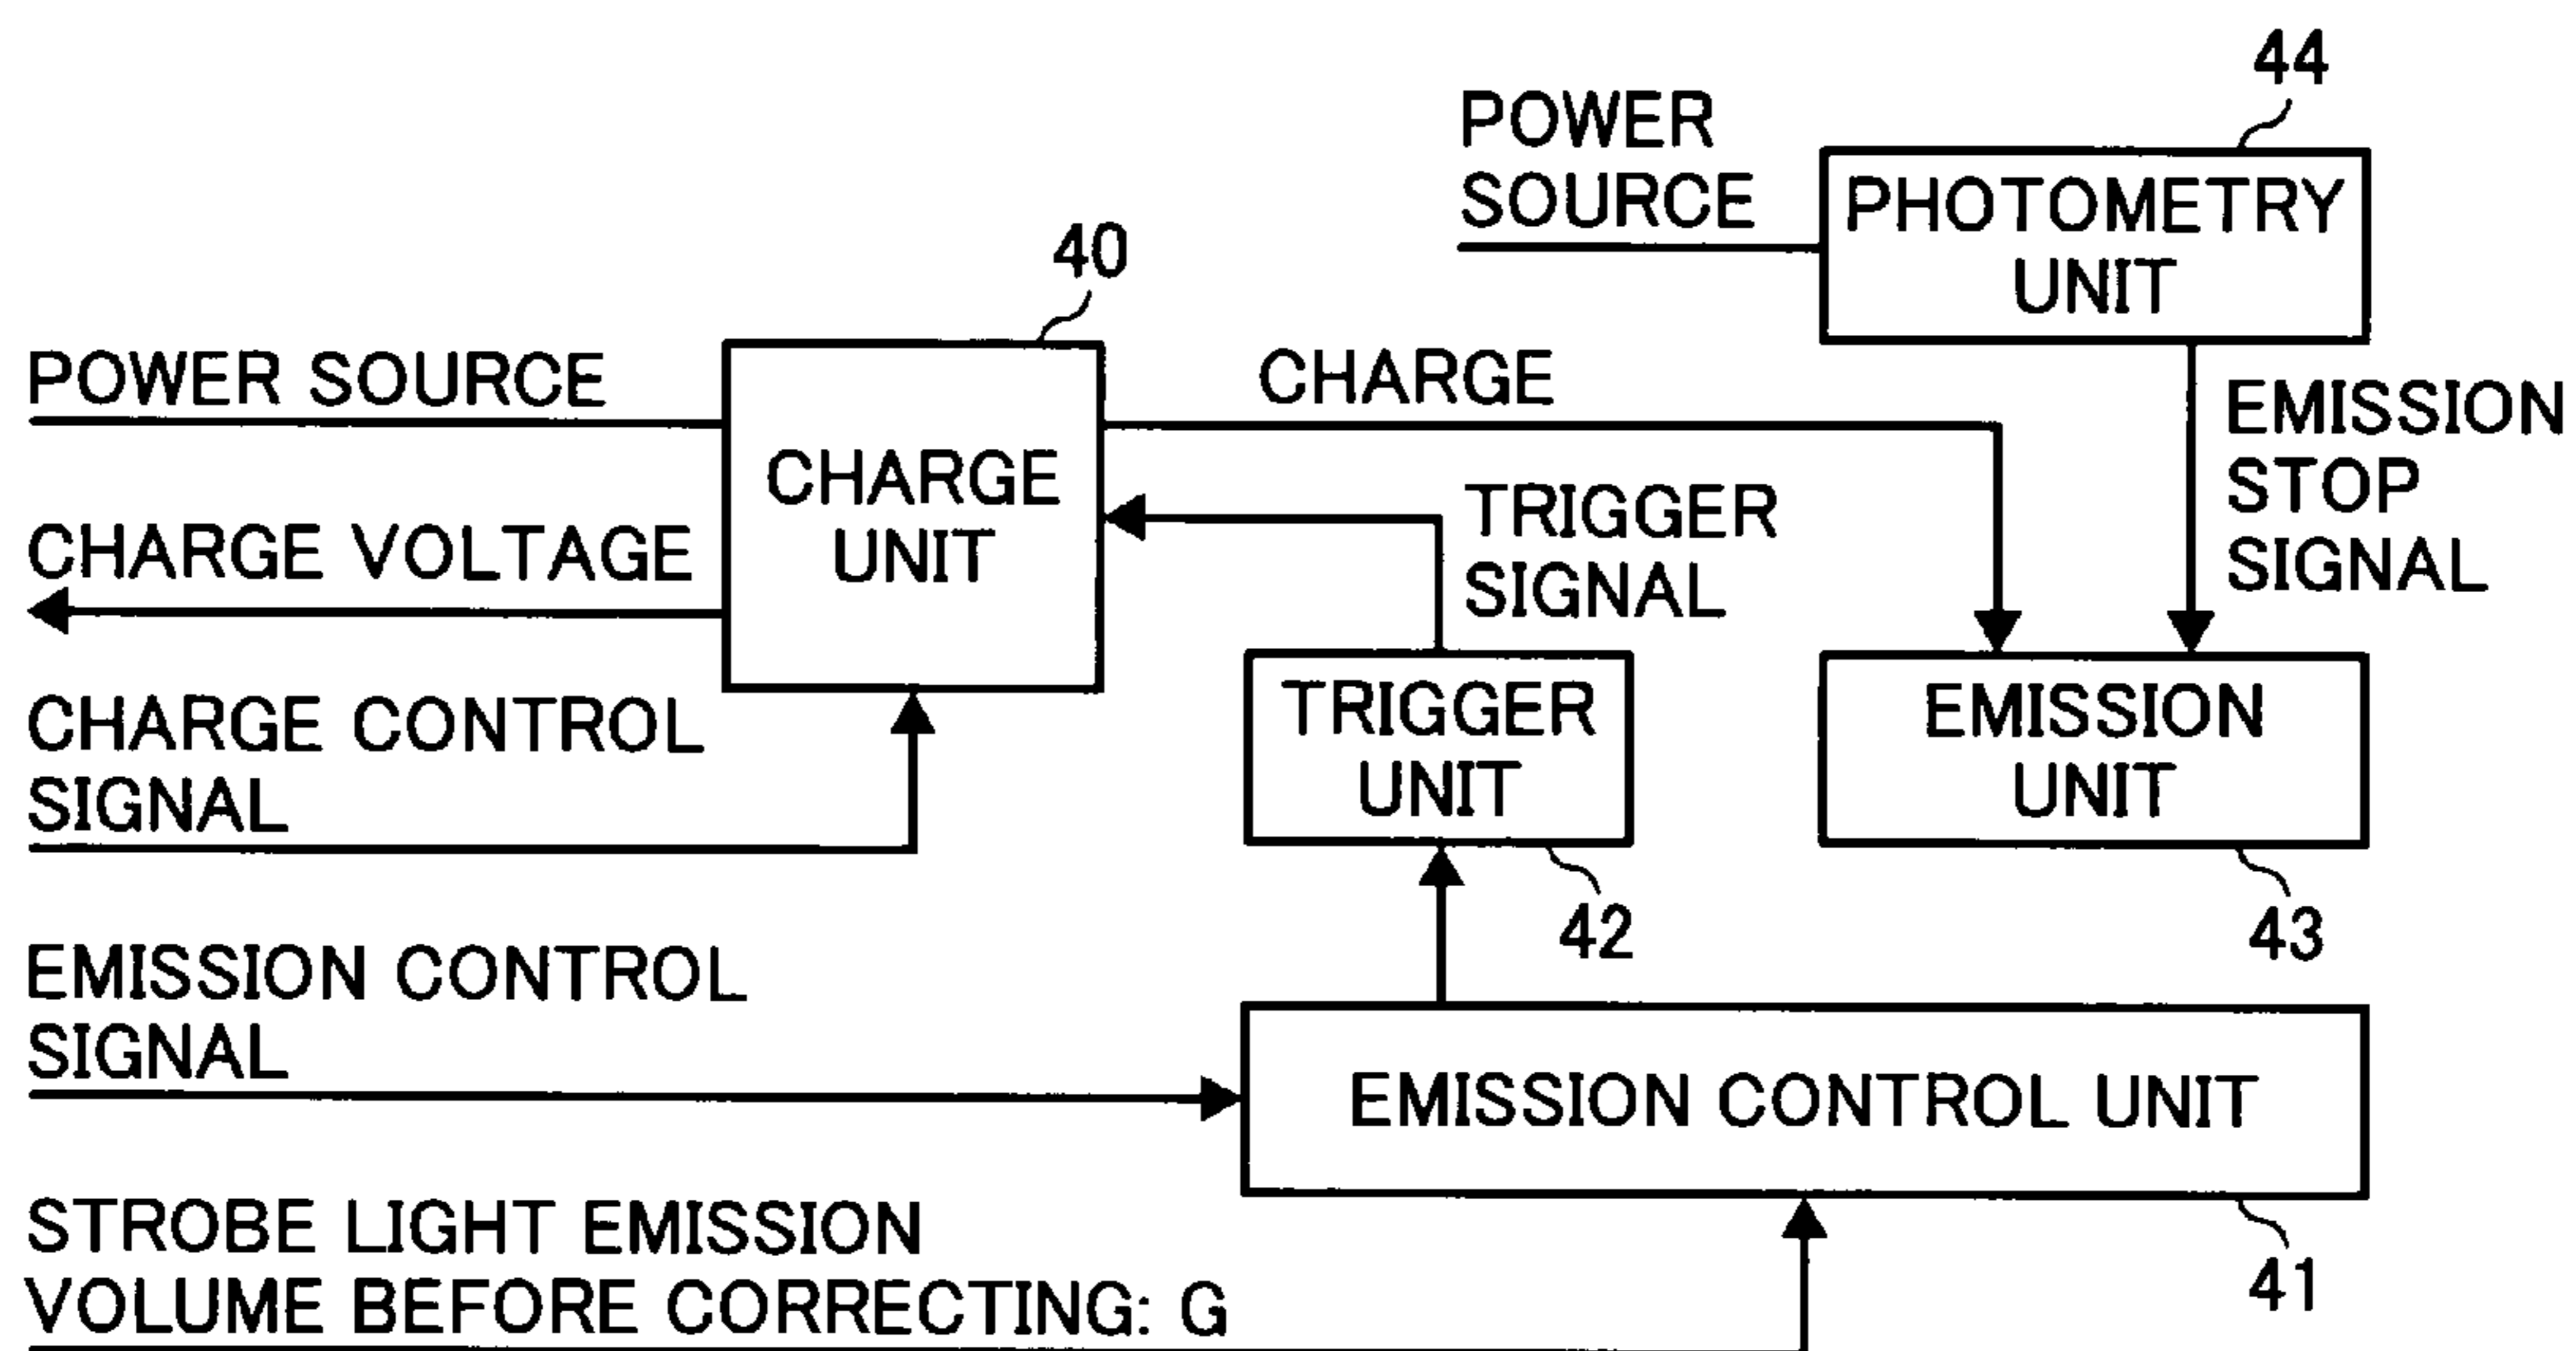 44
POWER
SOURCE
PHOTOMETRY
UNIT
40
POWER SOURCE
CHARGE
UNIT
CHARGE
EMISSION
STOP
SIGNAL
CHARGE VOLTAGE
TRIGGER
SIGNAL
CHARGE CONTROL
SIGNAL
TRIGGER
UNIT
EMISSION
UNIT
42
43
EMISSION CONTROL
SIGNAL
EMISSION CONTROL UNIT
STROBE LIGHT EMISSION
VOLUME BEFORE CORRECTING: G
41